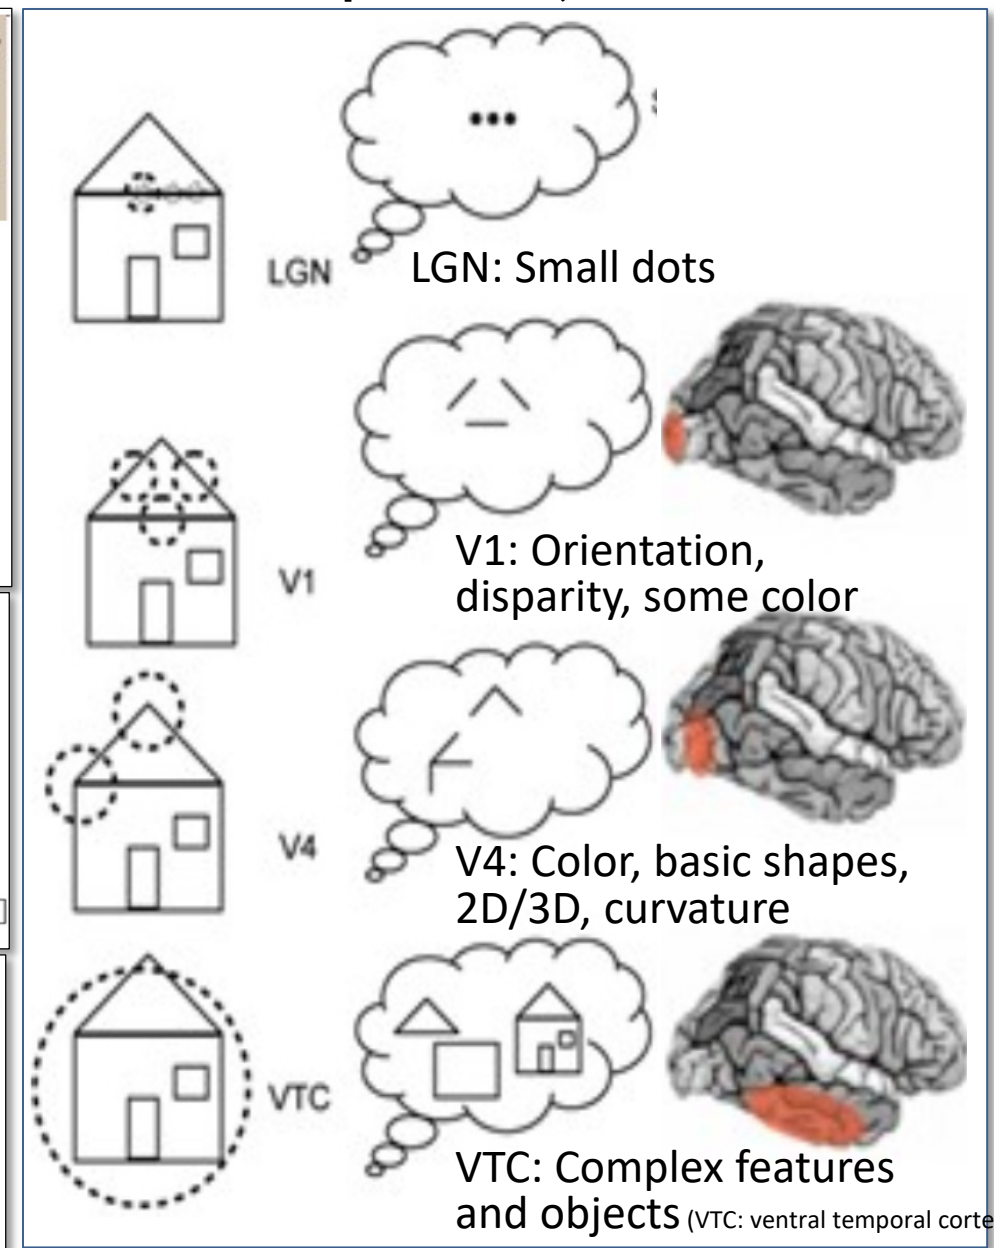 LGN
LGN: Small dots
V1
V1: Orientation,
disparity, some color
V4
V4: Color, basic shapes,
2D/3D, curvature
VTC
VTC: Complex features
and objects (VTC: ventral temporal corte